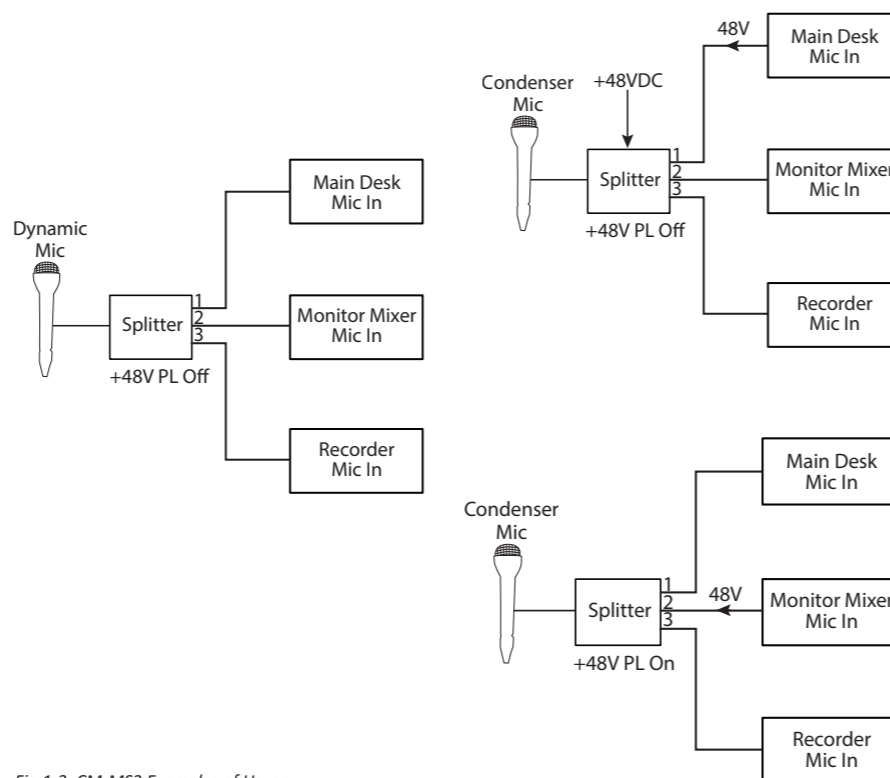 Dynamic
Mic
Splitter
1
2
3
+48V PL Off
Main Desk
Mic In
Monitor Mixer
Mic In
Recorder
Mic In
Condenser
Mic
+48VDC
Splitter
1
2
3
+48V PL Off
48V
Main Desk
Mic In
Monitor Mixer
Mic In
Recorder
Mic In
Condenser
Mic
Splitter
1
2
3
+48V PL On
48V
Main Desk
Mic In
Monitor Mixer
Mic In
Recorder
Mic In